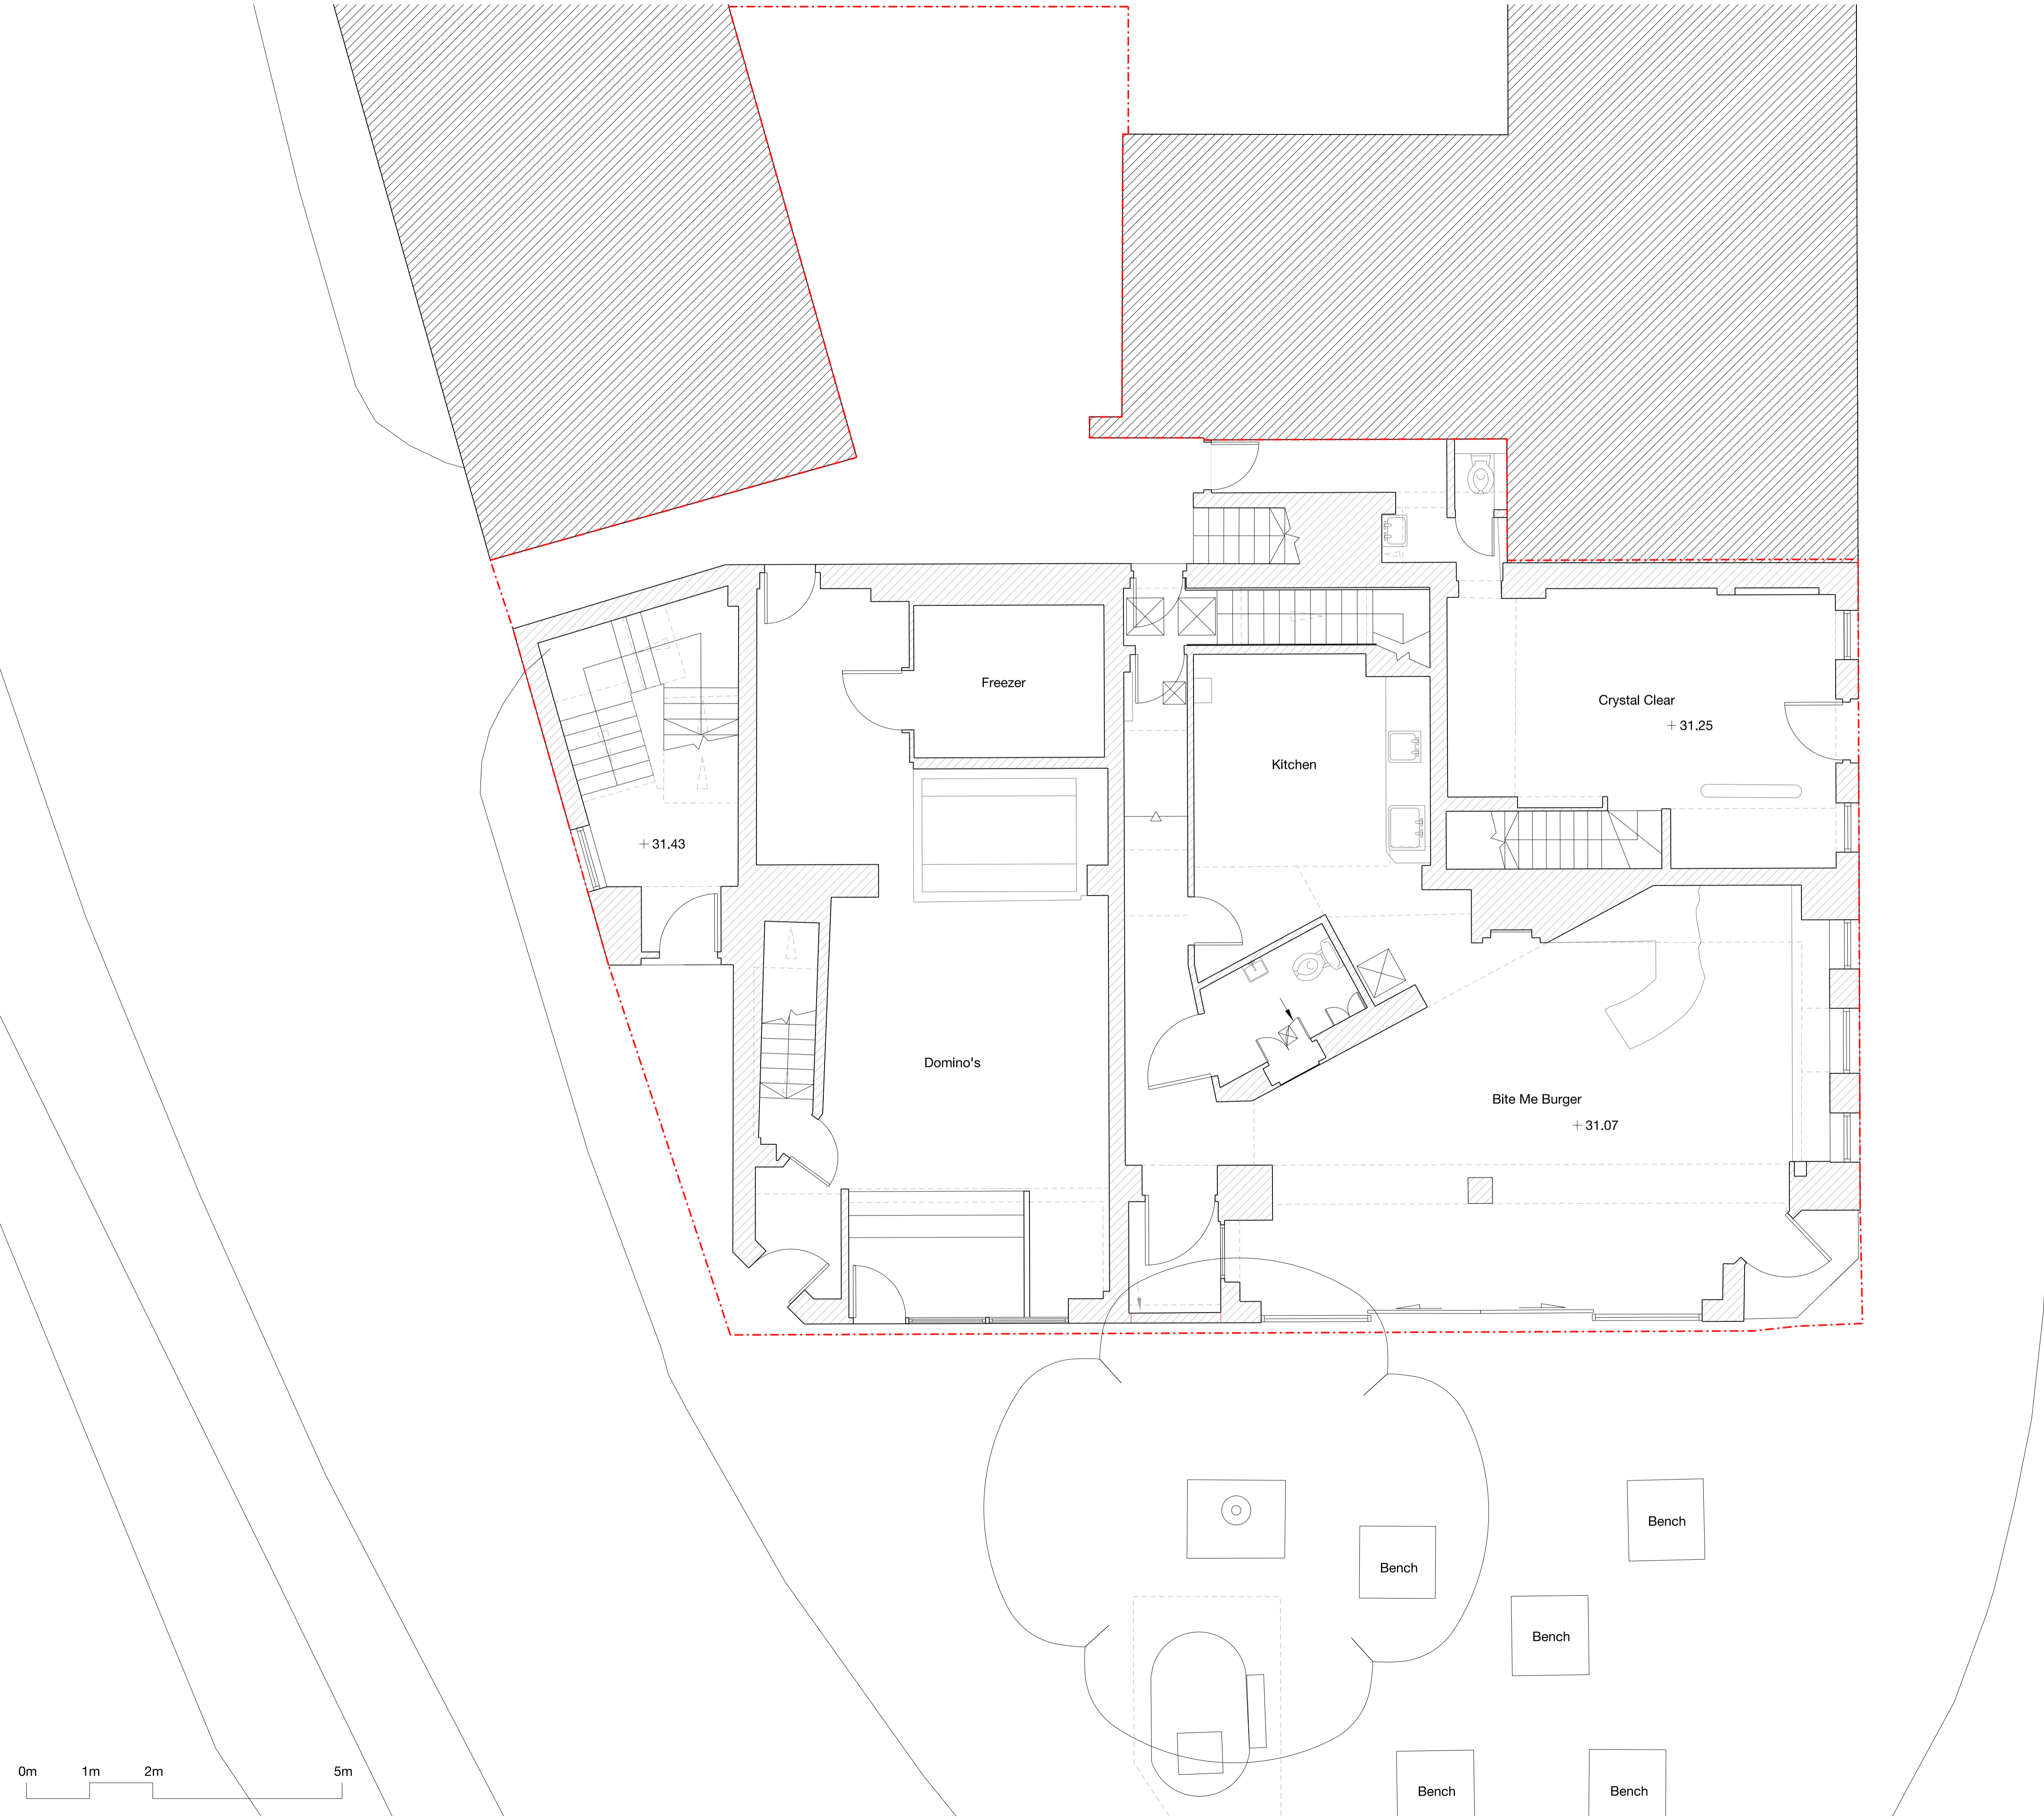 Freezer
Crystal Clear
31.25
Kitchen
31.43
Domino's
Bite Me Burger
31.07
Bench
Bench
Bench
Bench
Bench
0m 1m 2m 5m